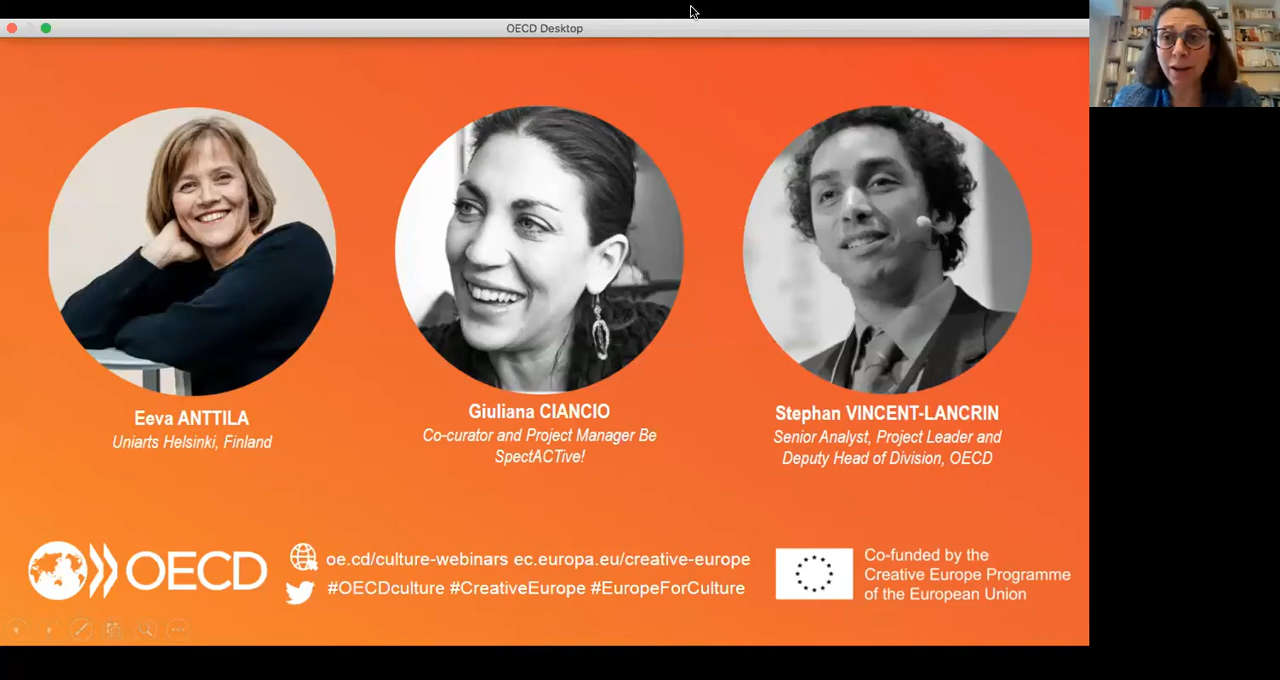 OECD Desktop
Eeva ANTTILA
Uniarts Helsinki, Finland
Giuliana CIANCIO
Co-curator and Project Manager Be
SpectACTive!
Stephan VINCENT-LANCRIN
Senior Analyst, Project Leader and
Deputy Head of Division, OECD
OECD
oe.cd/culture-webinars ec.europa.eu/creative-europe
#OECDculture #CreativeEurope #EuropeForCulture
Co-funded by the
Creative Europe Programme
of the European Union